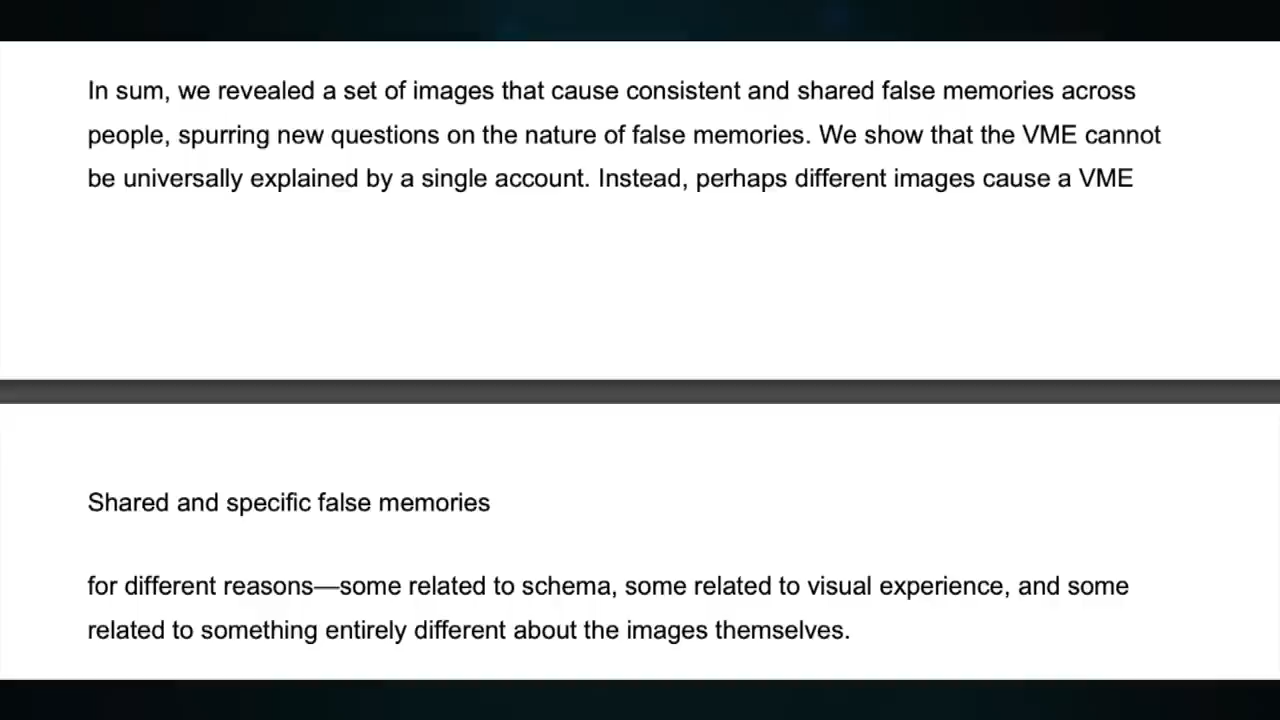 In sum, we revealed a set of images that cause consistent and shared false memories across
people, spurring new questions on the nature of false memories. We show that the VME cannot
be universally explained by a single account. Instead, perhaps different images cause a VME
Shared and specific false memories
for different reasons—some related to schema, some related to visual experience, and some
related to something entirely different about the images themselves.